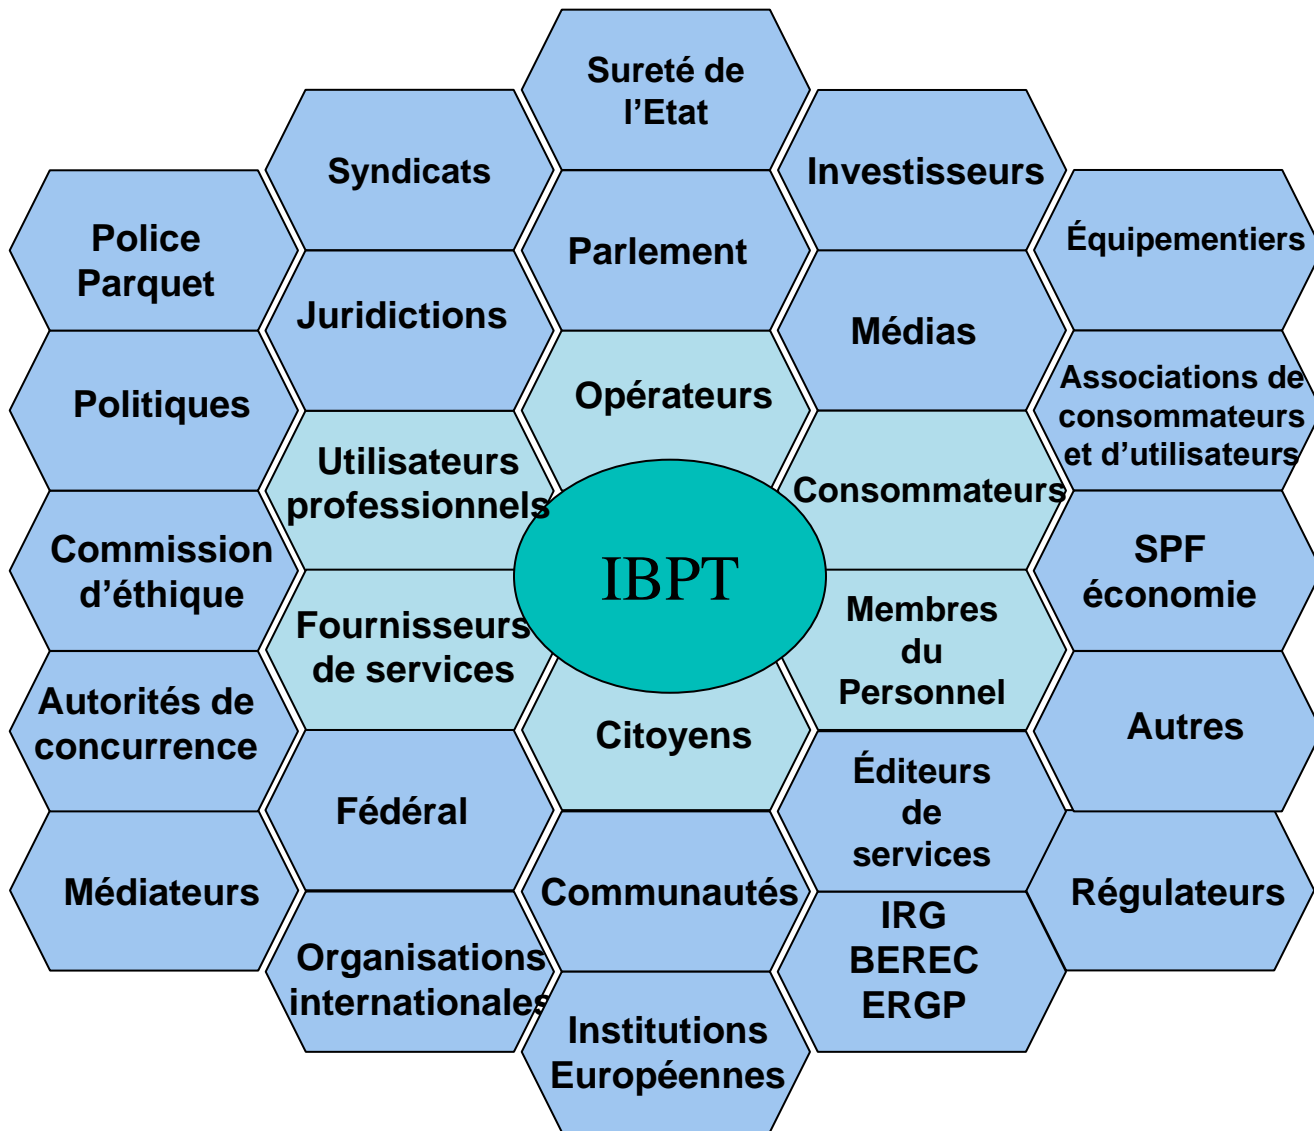 Sureté de
l’Etat
Syndicats
Investisseurs
Police
Parquet
Parlement
Équipementiers
Juridictions
Médias
Politiques
Opérateurs
Associations de
consommateurs
et d’utilisateurs
Utilisateurs
professionnels
Consommateurs
Commission
d’éthique
IBPT
SPF
économie
Fournisseurs
de services
Membres
du
Personnel
Autorités de
concurrence
Citoyens
Autres
Fédéral
Éditeurs
de
services
Médiateurs
Communautés
Régulateurs
Organisations
internationales
IRG
BEREC
ERGP
Institutions
Européennes